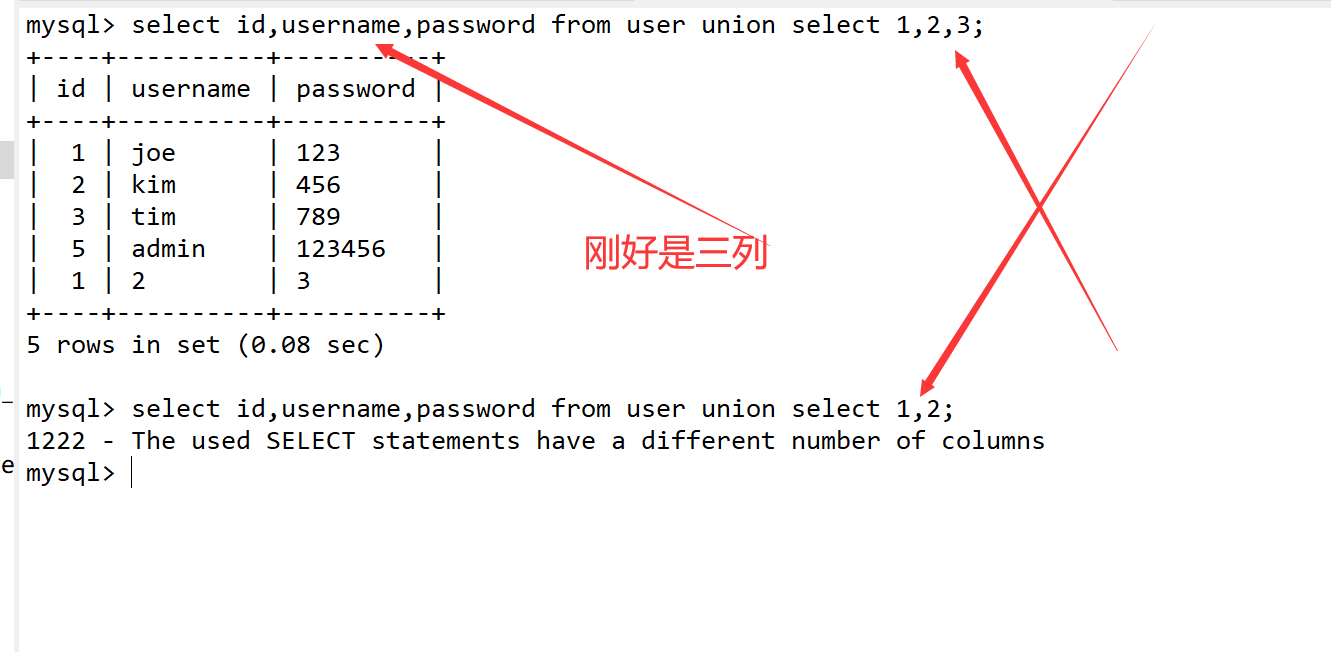 mysql> select id,username,password from user union select 1,2,3;
+----+----------+----------+
| id | username | password |
+----+----------+----------+
|  1 | joe      | 123      |
|  2 | kim      | 456      |
|  3 | tim      | 789      |
|  5 | admin    | 123456   |
|  1 | 2        | 3        |
+----+----------+----------+
刚好是三列
5 rows in set (0.08 sec)
mysql> select id,username,password from user union select 1,2;
1222 - The used SELECT statements have a different number of columns
mysql>